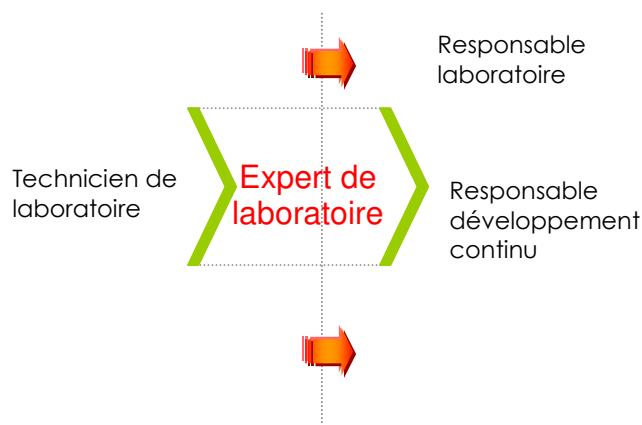 Responsable
laboratoire
Technicien de
laboratoire
Expert de
laboratoire
Responsable
développement
continu